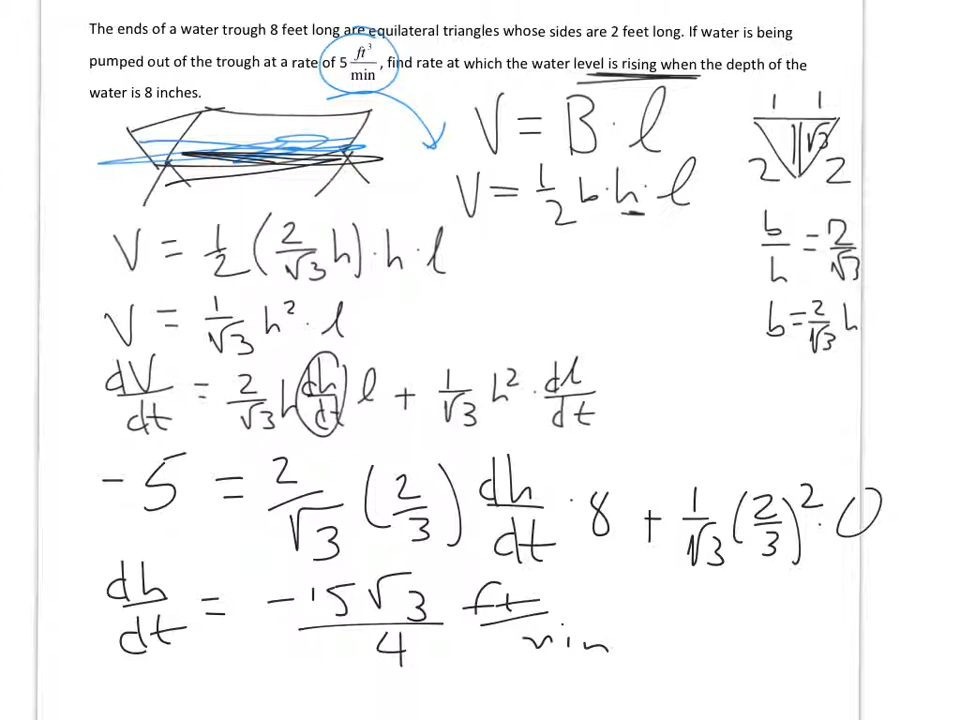 The ends of a water trough 8 feet long are equilateral triangles whose sides are 2 feet long. If water is being
pumped out of the trough at a rate of 5 ft³/min, find rate at which the water level is rising when the depth of the
water is 8 inches.
V = B · l
V = 1/2 b · h · l
1 1
2 √3 2
b/h = 2/√3
b = 2/√3 h
V = 1/2 (2/√3 h) · h · l
V = 1/√3 h² · l
dV/dt = 2/√3 h (dh/dt) l + 1/√3 h² · dl/dt
-5 = 2/√3 (2/3) dh/dt · 8 + 1/√3 (2/3)² · 0
dh/dt = -15√3/4 ft/min